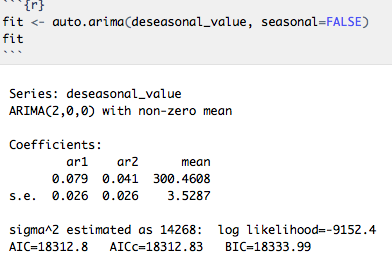 ```{r}
fit <- auto.arima(deseasonal_value, seasonal=FALSE)
fit
```
Series: deseasonal_value
ARIMA(2,0,0) with non-zero mean
Coefficients:
ar1 ar2 mean
0.079 0.041 300.4608
s.e. 0.026 0.026 3.5287
sigma^2 estimated as 14268: log likelihood=-9152.4
AIC=18312.8 AICc=18312.83 BIC=18333.99